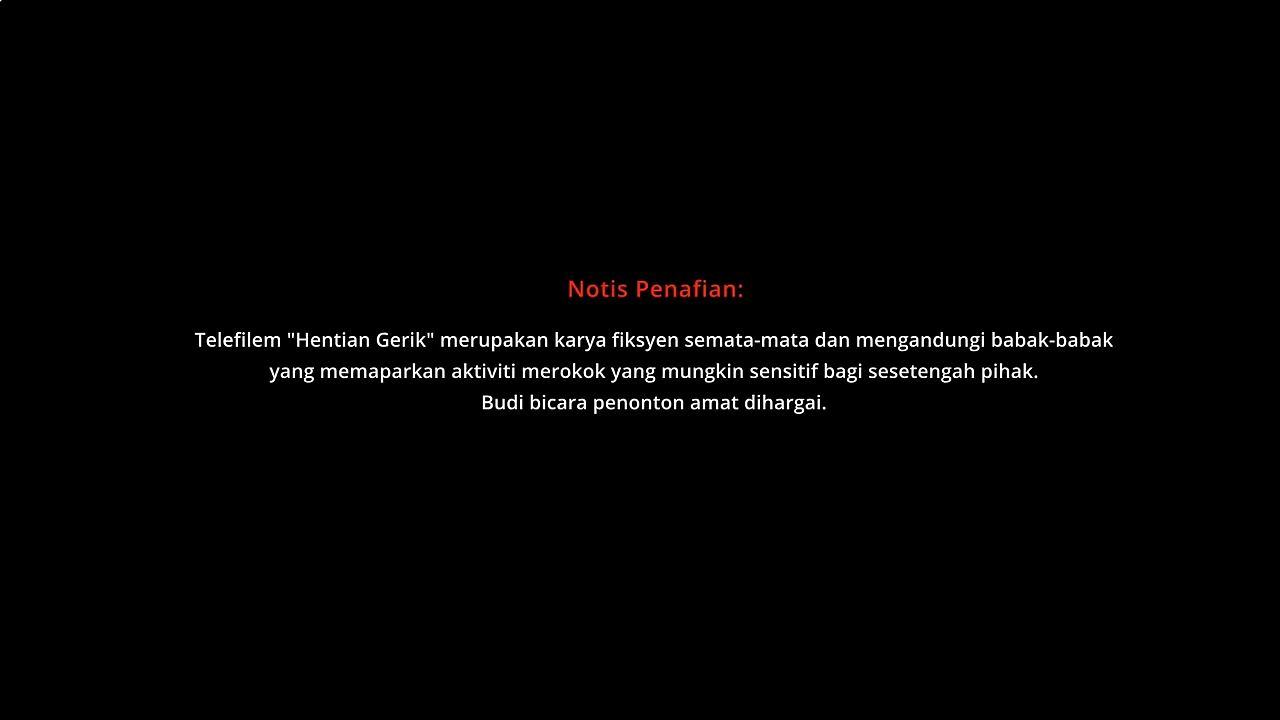 Notis Penafian:
Telefilem "Hentian Gerik" merupakan karya fiksyen semata-mata dan mengandungi babak-babak
yang memaparkan aktiviti merokok yang mungkin sensitif bagi sesetengah pihak.
Budi bicara penonton amat dihargai.